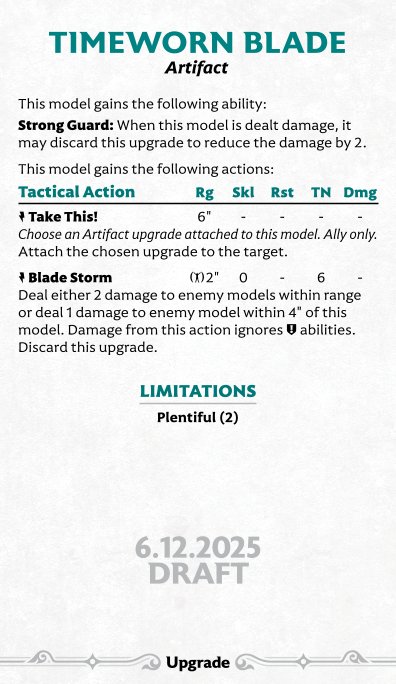 TIMEWORN BLADE
Artifact
This model gains the following ability:
Strong Guard: When this model is dealt damage, it
may discard this upgrade to reduce the damage by 2.
This model gains the following actions:
Tactical Action Rg Skl Rst TN Dmg
Take This! 6" - - - -
Choose an Artifact upgrade attached to this model. Ally only.
Attach the chosen upgrade to the target.
Blade Storm 2" 0 - 6 -
Deal either 2 damage to enemy models within range
or deal 1 damage to enemy model within 4" of this
model. Damage from this action ignores abilities.
Discard this upgrade.
LIMITATIONS
Plentiful (2)
6.12.2025
DRAFT
Upgrade